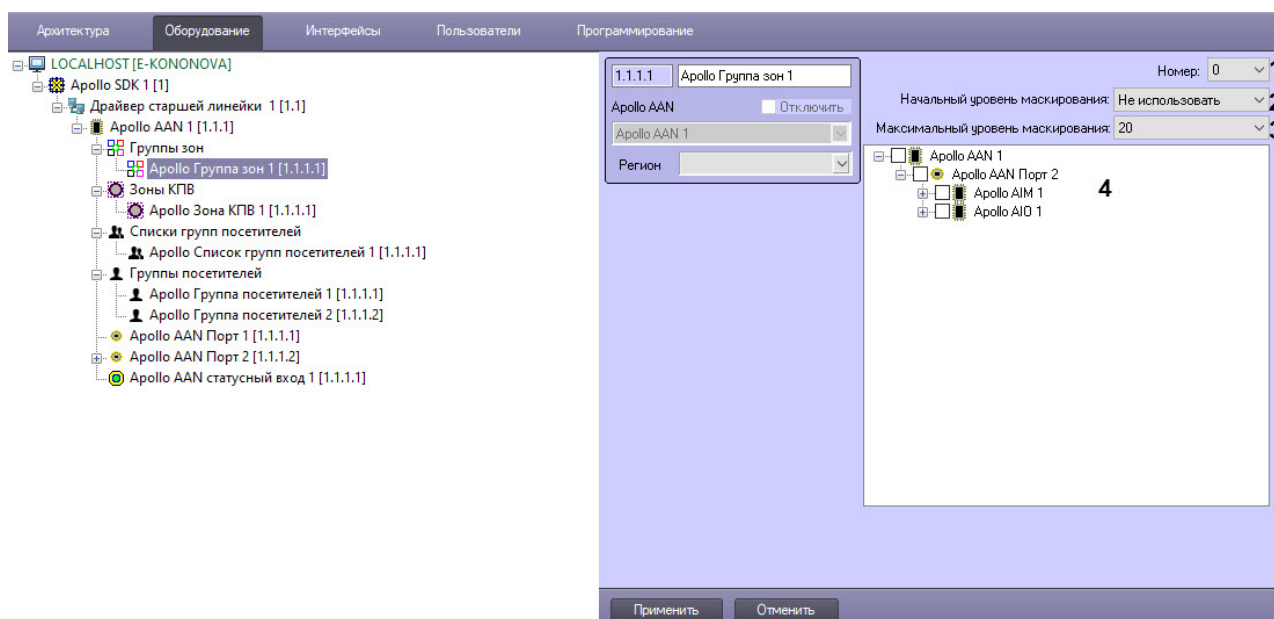 Архитектура Оборудование Интерфейсы Пользователи Программирование
LOCALHOST [E-KONONOVA]
Apollo SDK 1 [1]
Драйвер старшей линейки 1 [1.1]
Apollo AAN 1 [1.1.1]
Группы зон
Apollo Группа зон 1 [1.1.1.1]
Зоны КПВ
Apollo Зона КПВ 1 [1.1.1.1]
Списки групп посетителей
Apollo Список групп посетителей 1 [1.1.1.1]
Группы посетителей
Apollo Группа посетителей 1 [1.1.1.1]
Apollo Группа посетителей 2 [1.1.1.2]
Apollo AAN Порт 1 [1.1.1.1]
Apollo AAN Порт 2 [1.1.1.2]
Apollo AAN статусный вход 1 [1.1.1.1]
1.1.1.1 Apollo Группа зон 1
Apollo AAN Отключить
Apollo AAN 1
Регион
Номер: 0
Начальный уровень маскирования: Не использовать
Максимальный уровень маскирования: 20
Apollo AAN 1
Apollo AAN Порт 2
Apollo AIM 1
Apollo AIO 1
4
Применить Отменить